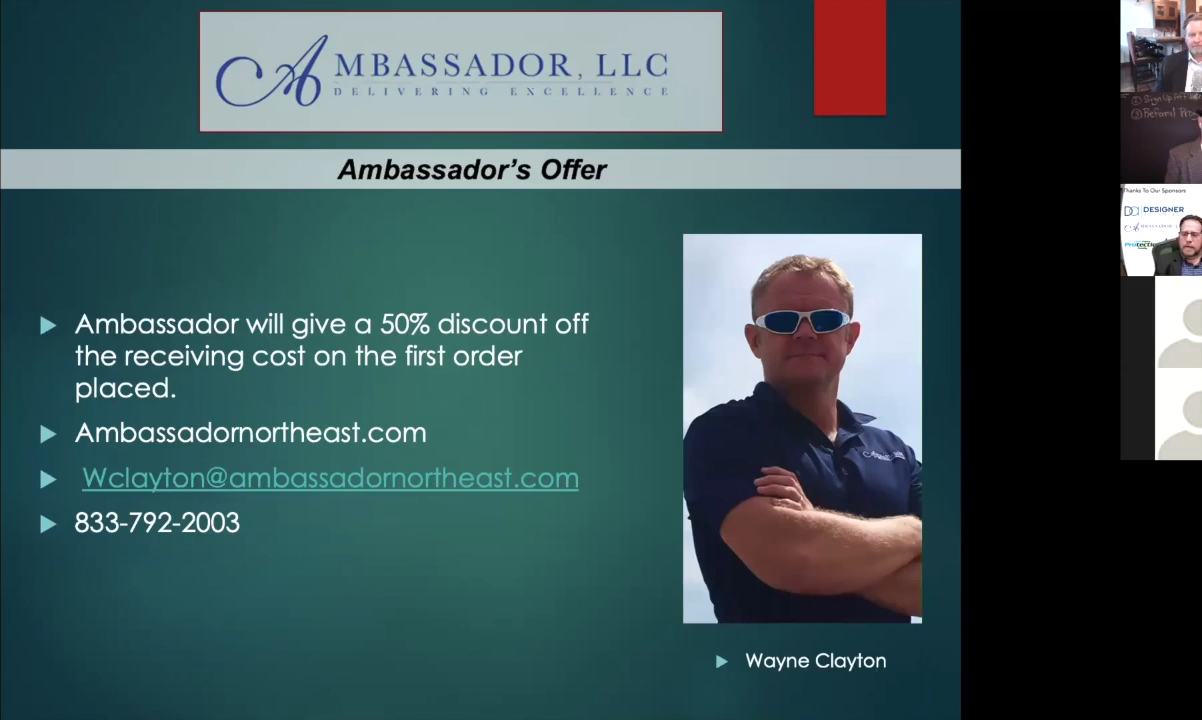 AMBASSADOR, LLC
DELIVERING EXCELLENCE
Ambassador’s Offer
Ambassador will give a 50% discount off
the receiving cost on the first order
placed.
Ambassadornortheast.com
Wclayton@ambassadornortheast.com
833-792-2003
Wayne Clayton
Thanks To Our Sponsors
DESIGNER